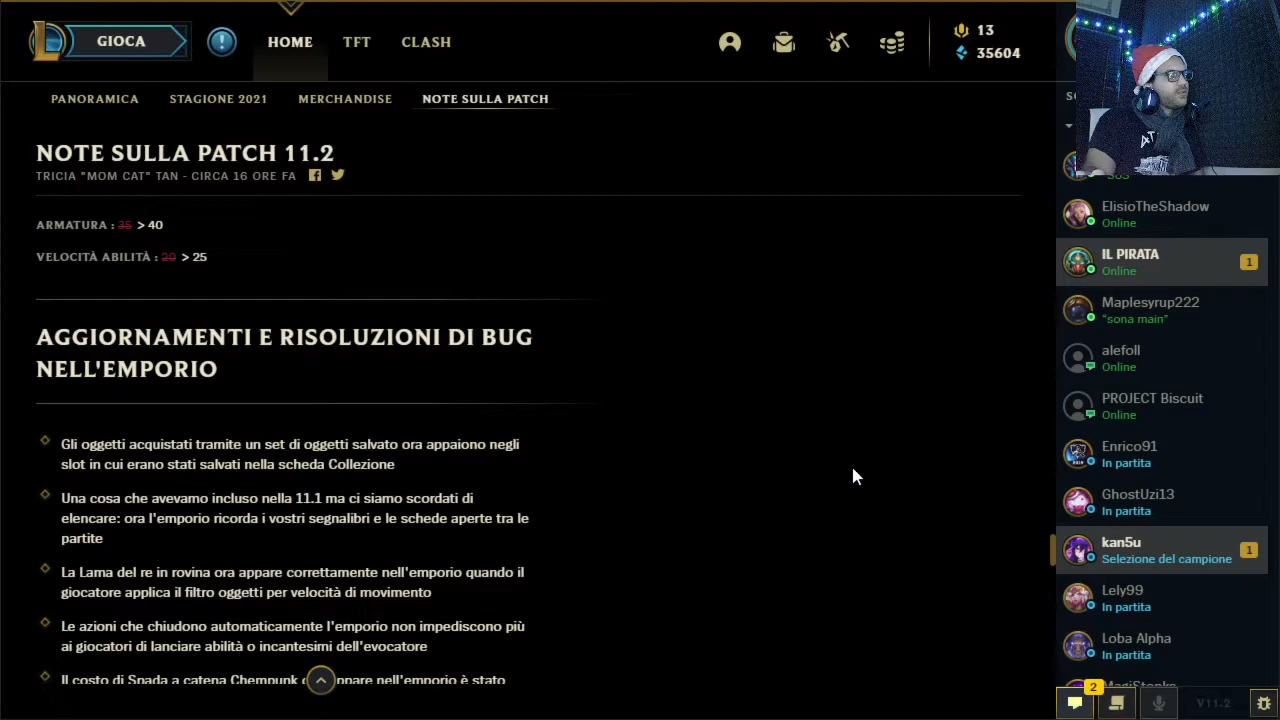 GIOCA
HOME
TFT
CLASH
13
35604
PANORAMICA
STAGIONE 2021
MERCHANDISE
NOTE SULLA PATCH
NOTE SULLA PATCH 11.2
TRICIA "MOM CAT" TAN - CIRCA 16 ORE FA
ARMATURA : 35 > 40
VELOCITÀ ABILITÀ : 20 > 25
AGGIORNAMENTI E RISOLUZIONI DI BUG
NELL'EMPORIO
Gli oggetti acquistati tramite un set di oggetti salvato ora appaiono negli
slot in cui erano stati salvati nella scheda Collezione
Una cosa che avevamo incluso nella 11.1 ma ci siamo scordati di
elencare: ora l'emporio ricorda i vostri segnalibri e le schede aperte tra le
partite
La Lama del re in rovina ora appare correttamente nell'emporio quando il
giocatore applica il filtro oggetti per velocità di movimento
Le azioni che chiudono automaticamente l'emporio non impediscono più
ai giocatori di lanciare abilità o incantesimi dell'evocatore
Il costo di Spada a catena Chempunk nell'emporio è stato
ElisioTheShadow
Online
IL PIRATA
Online
1
Maplesyrup222
"sona main"
alefoll
Online
PROJECT Biscuit
Online
Enrico91
In partita
GhostUzi13
In partita
kan5u
Selezione del campione
1
Lely99
In partita
Loba Alpha
In partita
2
V11.2